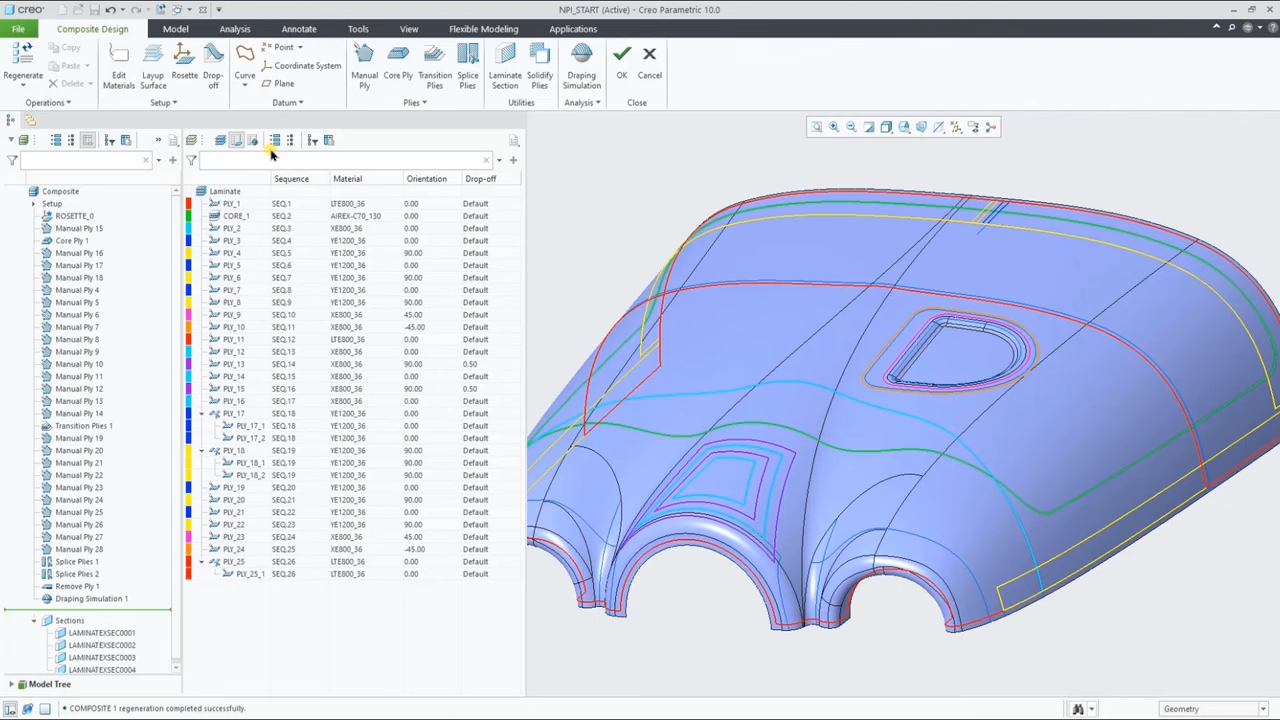 creo
NPI_START (Active) - Creo Parametric 10.0
File Composite Design Model Analysis Annotate Tools View Flexible Modeling Applications
Regenerate
Copy
Paste
Delete
Edit Materials
Layup Surface
Rosette
Drop-off
Curve
Point
Coordinate System
Plane
Manual Ply
Core Ply
Transition Plies
Splice Plies
Laminate Section
Solidify Plies
Draping Simulation
OK
Cancel
Operations Setup Datum Plies Utilities Analysis Close
Composite
Setup
ROSETTE_0
Manual Ply 15
Core Ply 1
Manual Ply 16
Manual Ply 17
Manual Ply 18
Manual Ply 4
Manual Ply 5
Manual Ply 6
Manual Ply 7
Manual Ply 8
Manual Ply 9
Manual Ply 10
Manual Ply 11
Manual Ply 12
Manual Ply 13
Manual Ply 14
Transition Plies 1
Manual Ply 19
Manual Ply 20
Manual Ply 21
Manual Ply 22
Manual Ply 23
Manual Ply 24
Manual Ply 25
Manual Ply 26
Manual Ply 27
Manual Ply 28
Splice Plies 1
Splice Plies 2
Remove Ply 1
Draping Simulation 1
Sections
LAMINATEXSEC0001
LAMINATEXSEC0002
LAMINATEXSEC0003
LAMINATEXSEC0004
Model Tree
Sequence Material Orientation Drop-off
Laminate
PLY_1 SEQ.1 LTE800_36 0.00 Default
CORE_1 SEQ.2 AIREX-C70_130 0.00 Default
PLY_2 SEQ.3 XE800_36 0.00 Default
PLY_3 SEQ.4 YE1200_36 0.00 Default
PLY_4 SEQ.5 YE1200_36 90.00 Default
PLY_5 SEQ.6 YE1200_36 0.00 Default
PLY_6 SEQ.7 YE1200_36 90.00 Default
PLY_7 SEQ.8 YE1200_36 0.00 Default
PLY_8 SEQ.9 YE1200_36 90.00 Default
PLY_9 SEQ.10 XE800_36 45.00 Default
PLY_10 SEQ.11 XE800_36 -45.00 Default
PLY_11 SEQ.12 LTE800_36 0.00 Default
PLY_12 SEQ.13 XE800_36 0.00 Default
PLY_13 SEQ.14 XE800_36 90.00 0.50
PLY_14 SEQ.15 XE800_36 0.00 Default
PLY_15 SEQ.16 XE800_36 90.00 0.50
PLY_16 SEQ.17 XE800_36 0.00 Default
PLY_17 SEQ.18 YE1200_36 0.00 Default
PLY_17_1 SEQ.18 YE1200_36 0.00 Default
PLY_17_2 SEQ.18 YE1200_36 0.00 Default
PLY_18 SEQ.19 YE1200_36 90.00 Default
PLY_18_1 SEQ.19 YE1200_36 90.00 Default
PLY_18_2 SEQ.19 YE1200_36 90.00 Default
PLY_19 SEQ.20 YE1200_36 0.00 Default
PLY_20 SEQ.21 YE1200_36 90.00 Default
PLY_21 SEQ.22 YE1200_36 0.00 Default
PLY_22 SEQ.23 YE1200_36 90.00 Default
PLY_23 SEQ.24 XE800_36 45.00 Default
PLY_24 SEQ.25 XE800_36 -45.00 Default
PLY_25 SEQ.26 LTE800_36 0.00 Default
PLY_25_1 SEQ.26 LTE800_36 0.00 Default
• COMPOSITE 1 regeneration completed successfully.
Geometry